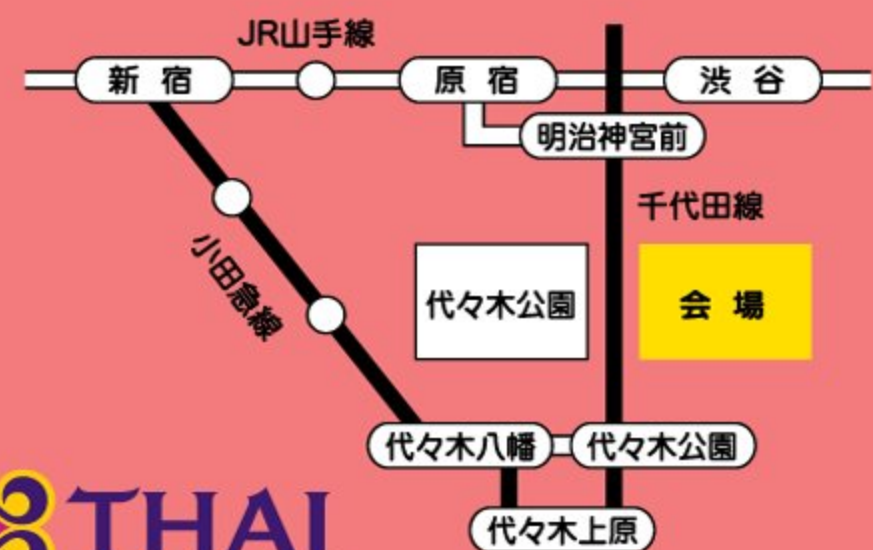 JR山手線
新宿
原宿
渋谷
明治神宮前
千代田線
小田急線
代々木公園
会場
代々木八幡
代々木公園
代々木上原
THAI